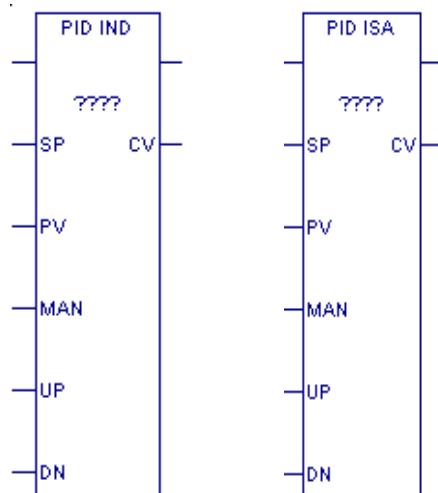 PID IND
????
SP CV
PV
MAN
UP
DN
PID ISA
????
SP CV
PV
MAN
UP
DN